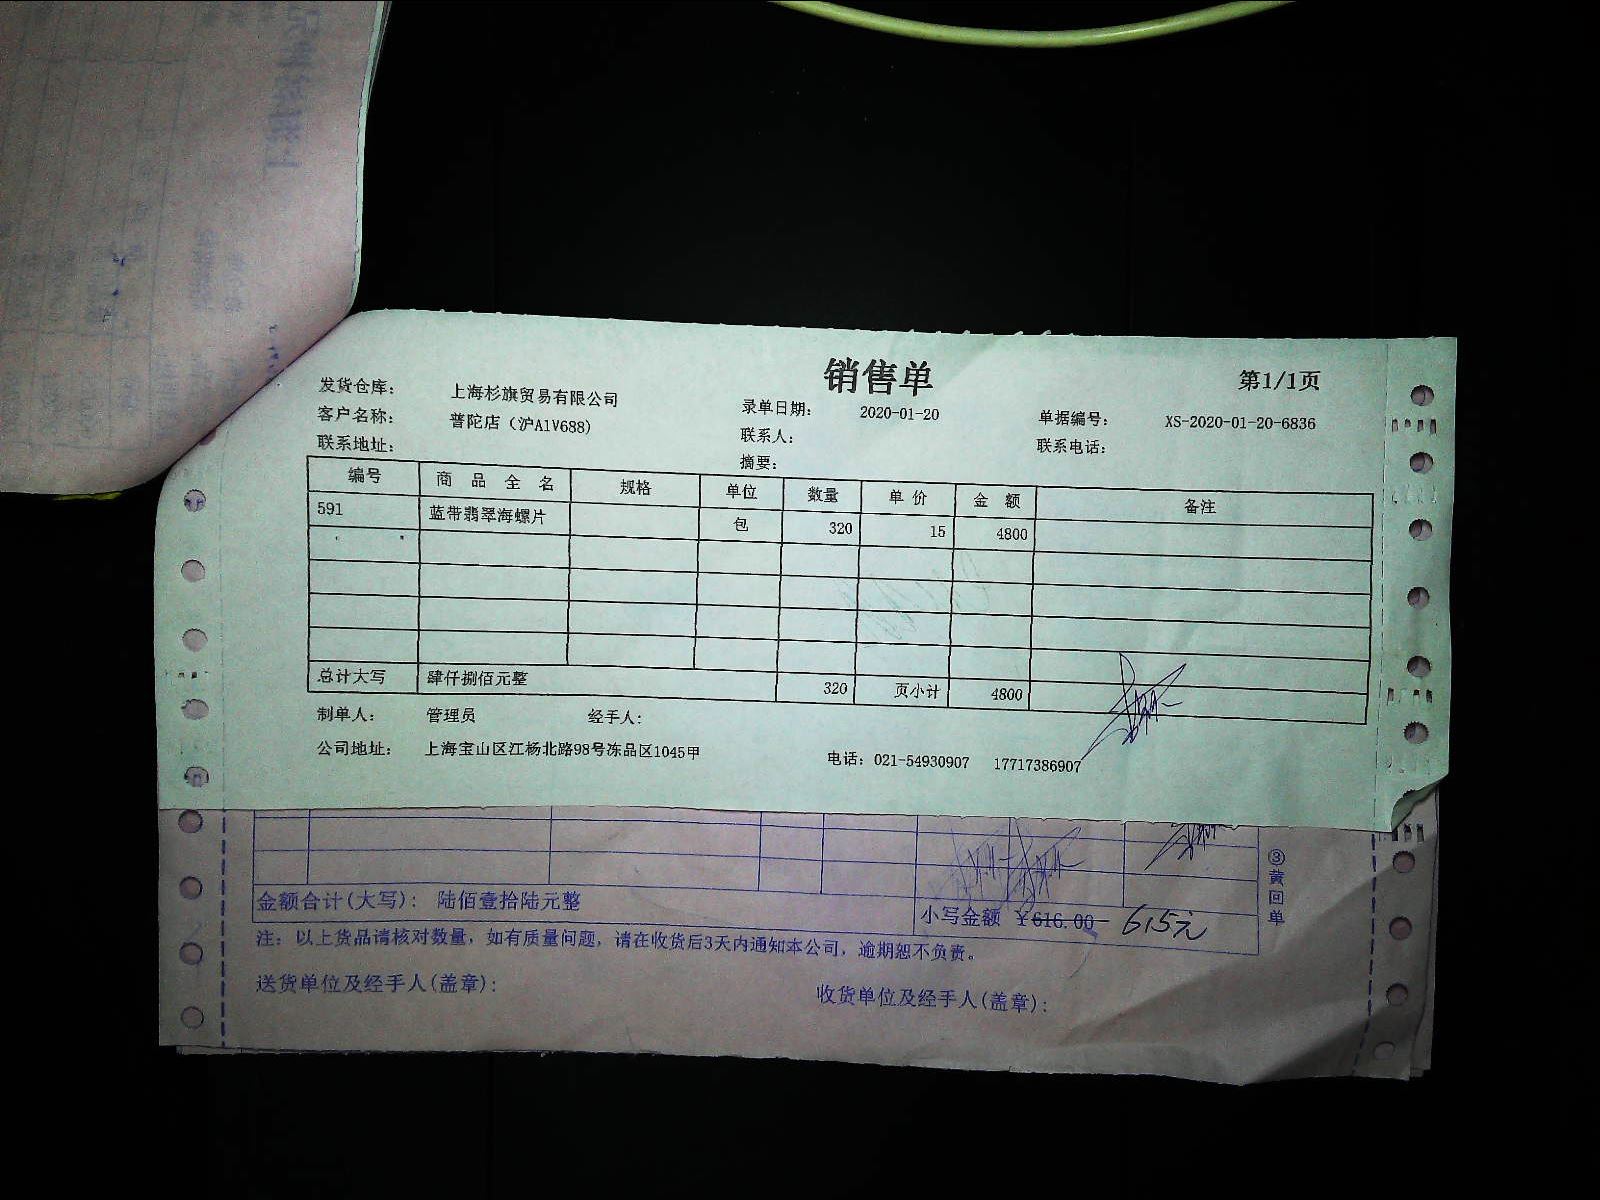 销售单
第1/1页
发货仓库： 上海杉旗贸易有限公司
录单日期： 2020-01-20
单据编号： XS-2020-01-20-6836
客户名称： 普陀店（沪A1V688）
联系人：
联系电话：
联系地址：
摘要：
编号 商品全名 规格 单位 数量 单价 金额 备注
591 蓝带翡翠海螺片 包 320 15 4800
总计大写 肆仟捌佰元整 320 页小计 4800
制单人： 管理员 经手人：
公司地址： 上海宝山区江杨北路98号冻品区1045甲 电话：021-54930907 17717386907
③黄回单
金额合计(大写)： 陆佰壹拾陆元整 小写金额 ￥616.00 615元
注：以上货品请核对数量，如有质量问题，请在收货后3天内通知本公司，逾期恕不负责。
送货单位及经手人(盖章)： 收货单位及经手人(盖章)：